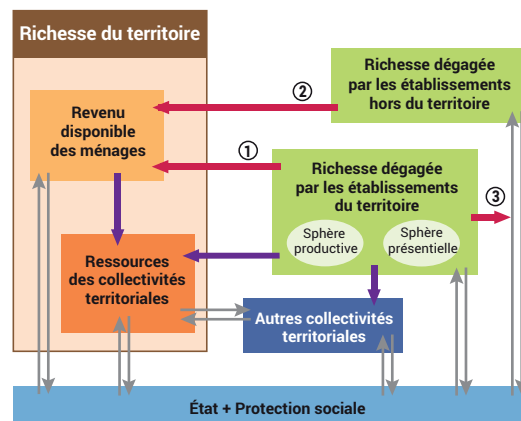 Richesse du territoire
Richesse dégagée
par les établissements
hors du territoire
②
Revenu
disponible
des ménages
①
Richesse dégagée
par les établissements
du territoire
③
Sphère
productive
Sphère
présentielle
Ressources
des collectivités
territoriales
Autres collectivités
territoriales
État + Protection sociale